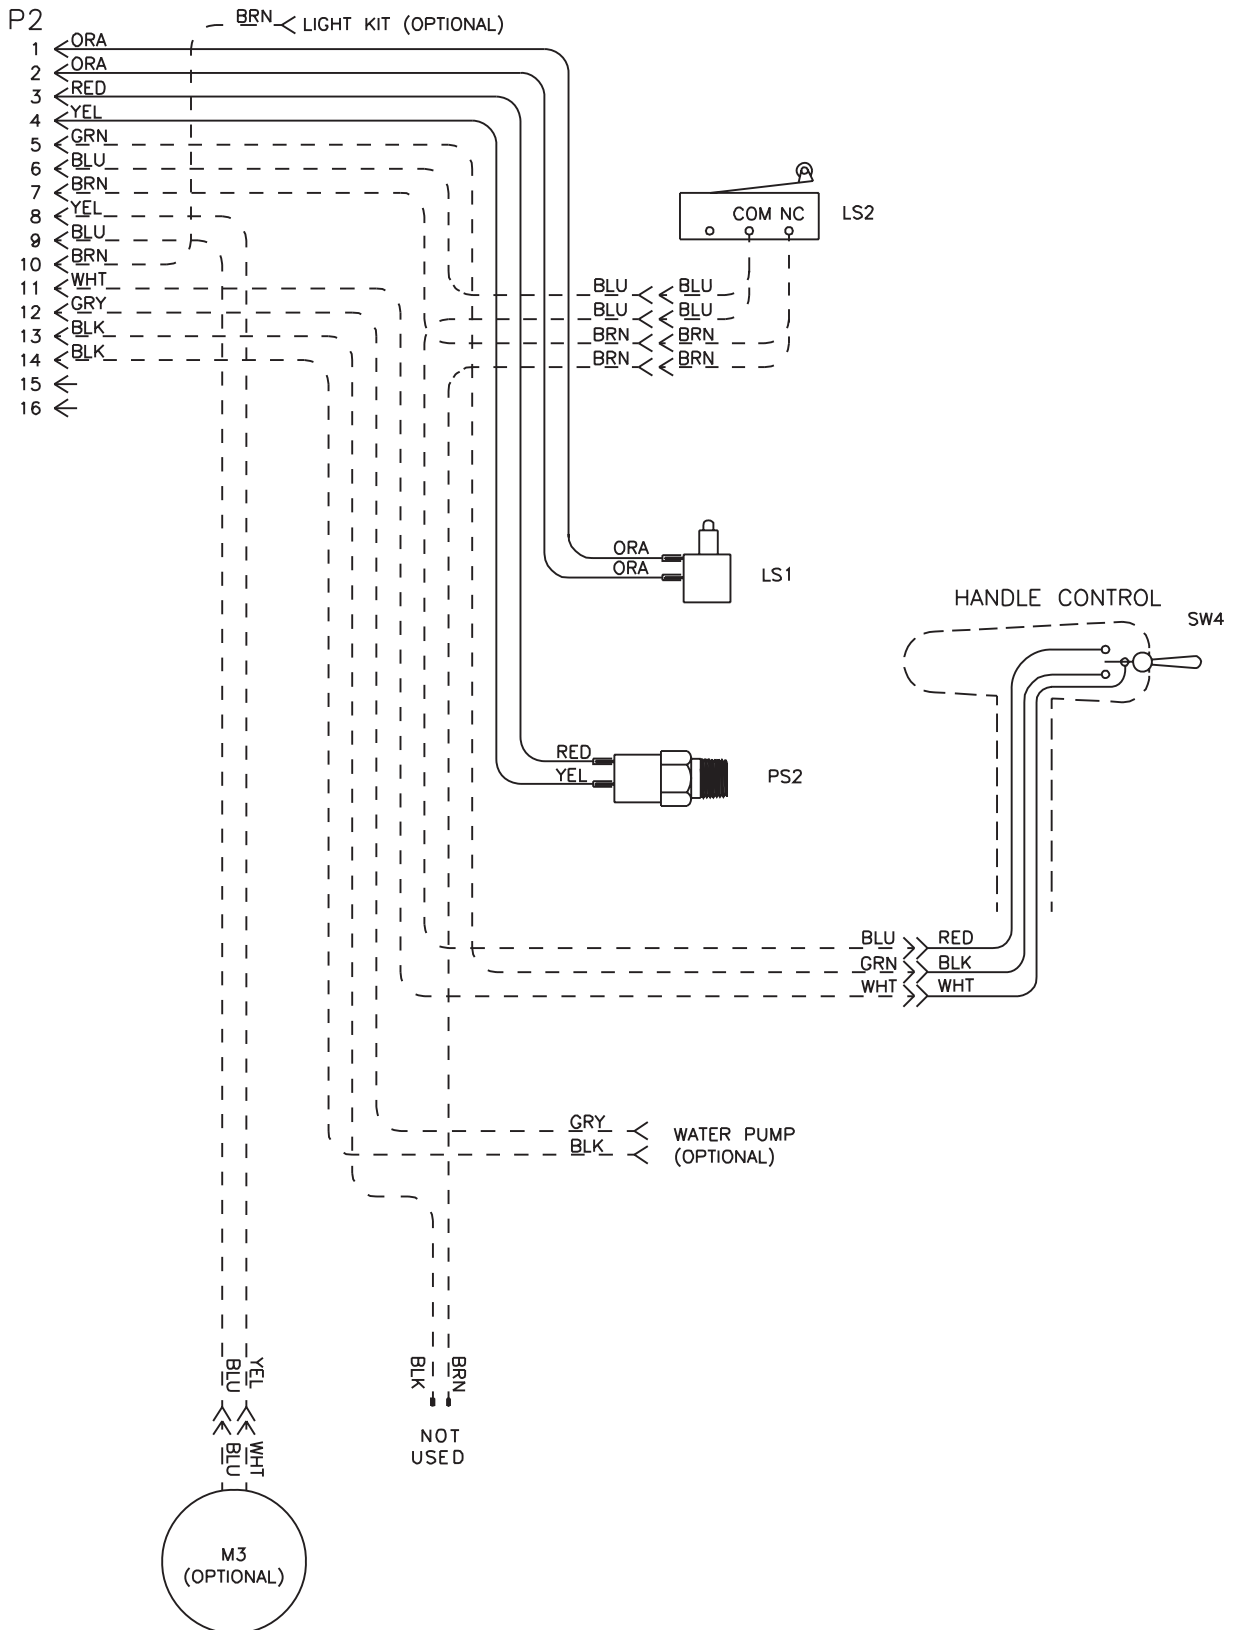 P2
BRN LIGHT KIT (OPTIONAL)
1 ORA
2 ORA
3 RED
4 YEL
5 GRN
6 BLU
7 BRN
8 YEL
9 BLU
10 BRN
11 WHT
12 GRY
13 BLK
14 BLK
15
16
COM NC
LS2
BLU BLU
BLU BLU
BRN BRN
BRN BRN
ORA
ORA
LS1
HANDLE CONTROL
SW4
RED
YEL
PS2
BLU RED
GRN BLK
WHT WHT
GRY
BLK
WATER PUMP
(OPTIONAL)
BLU
YEL
BLK
BRN
NOT
USED
BLU
WHT
M3
(OPTIONAL)